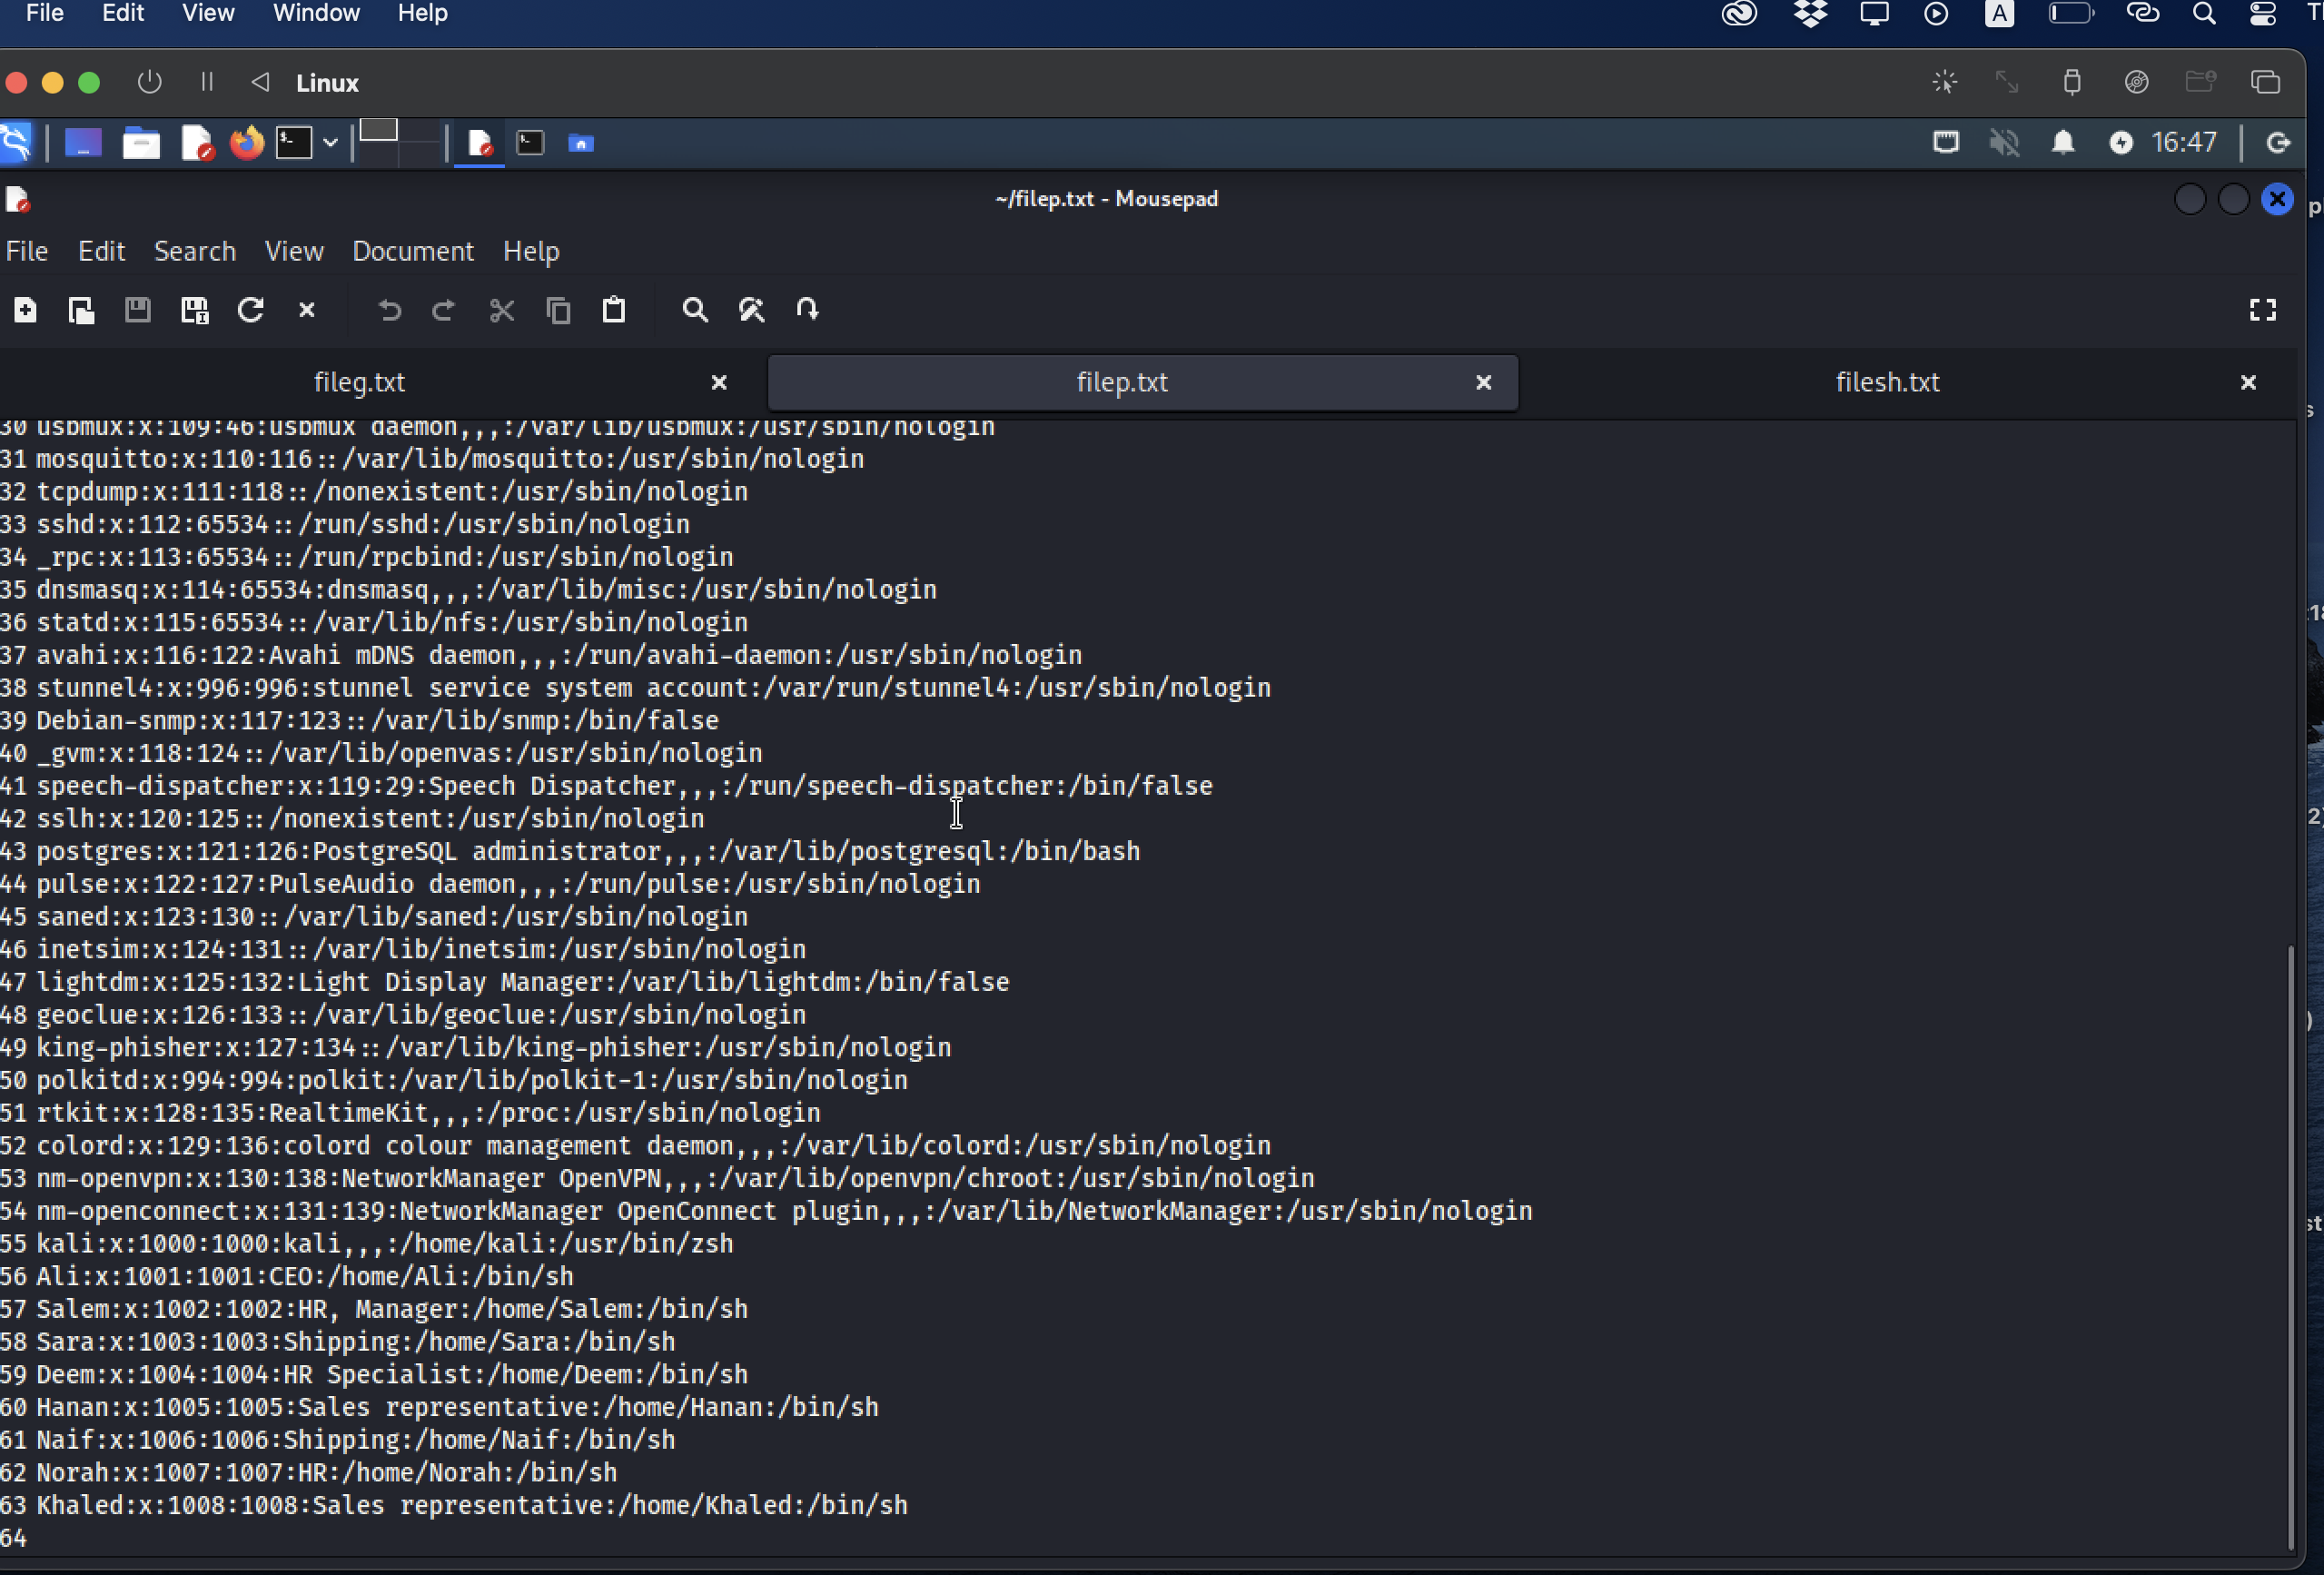 File Edit View Window Help
A
Linux
16:47
~/filep.txt - Mousepad
File Edit Search View Document Help
fileg.txt filep.txt filesh.txt
30 usbmux:x:109:46:usbmux daemon,,,:/var/lib/usbmux:/usr/sbin/nologin
31 mosquitto:x:110:116::/var/lib/mosquitto:/usr/sbin/nologin
32 tcpdump:x:111:118::/nonexistent:/usr/sbin/nologin
33 sshd:x:112:65534::/run/sshd:/usr/sbin/nologin
34 _rpc:x:113:65534::/run/rpcbind:/usr/sbin/nologin
35 dnsmasq:x:114:65534:dnsmasq,,,:/var/lib/misc:/usr/sbin/nologin
36 statd:x:115:65534::/var/lib/nfs:/usr/sbin/nologin
37 avahi:x:116:122:Avahi mDNS daemon,,,:/run/avahi-daemon:/usr/sbin/nologin
38 stunnel4:x:996:996:stunnel service system account:/var/run/stunnel4:/usr/sbin/nologin
39 Debian-snmp:x:117:123::/var/lib/snmp:/bin/false
40 _gvm:x:118:124::/var/lib/openvas:/usr/sbin/nologin
41 speech-dispatcher:x:119:29:Speech Dispatcher,,,:/run/speech-dispatcher:/bin/false
42 sslh:x:120:125::/nonexistent:/usr/sbin/nologin
43 postgres:x:121:126:PostgreSQL administrator,,,:/var/lib/postgresql:/bin/bash
44 pulse:x:122:127:PulseAudio daemon,,,:/run/pulse:/usr/sbin/nologin
45 saned:x:123:130::/var/lib/saned:/usr/sbin/nologin
46 inetsim:x:124:131::/var/lib/inetsim:/usr/sbin/nologin
47 lightdm:x:125:132:Light Display Manager:/var/lib/lightdm:/bin/false
48 geoclue:x:126:133::/var/lib/geoclue:/usr/sbin/nologin
49 king-phisher:x:127:134::/var/lib/king-phisher:/usr/sbin/nologin
50 polkitd:x:994:994:polkit:/var/lib/polkit-1:/usr/sbin/nologin
51 rtkit:x:128:135:RealtimeKit,,,:/proc:/usr/sbin/nologin
52 colord:x:129:136:colord colour management daemon,,,:/var/lib/colord:/usr/sbin/nologin
53 nm-openvpn:x:130:138:NetworkManager OpenVPN,,,:/var/lib/openvpn/chroot:/usr/sbin/nologin
54 nm-openconnect:x:131:139:NetworkManager OpenConnect plugin,,,:/var/lib/NetworkManager:/usr/sbin/nologin
55 kali:x:1000:1000:kali,,,:/home/kali:/usr/bin/zsh
56 Ali:x:1001:1001:CEO:/home/Ali:/bin/sh
57 Salem:x:1002:1002:HR, Manager:/home/Salem:/bin/sh
58 Sara:x:1003:1003:Shipping:/home/Sara:/bin/sh
59 Deem:x:1004:1004:HR Specialist:/home/Deem:/bin/sh
60 Hanan:x:1005:1005:Sales representative:/home/Hanan:/bin/sh
61 Naif:x:1006:1006:Shipping:/home/Naif:/bin/sh
62 Norah:x:1007:1007:HR:/home/Norah:/bin/sh
63 Khaled:x:1008:1008:Sales representative:/home/Khaled:/bin/sh
64